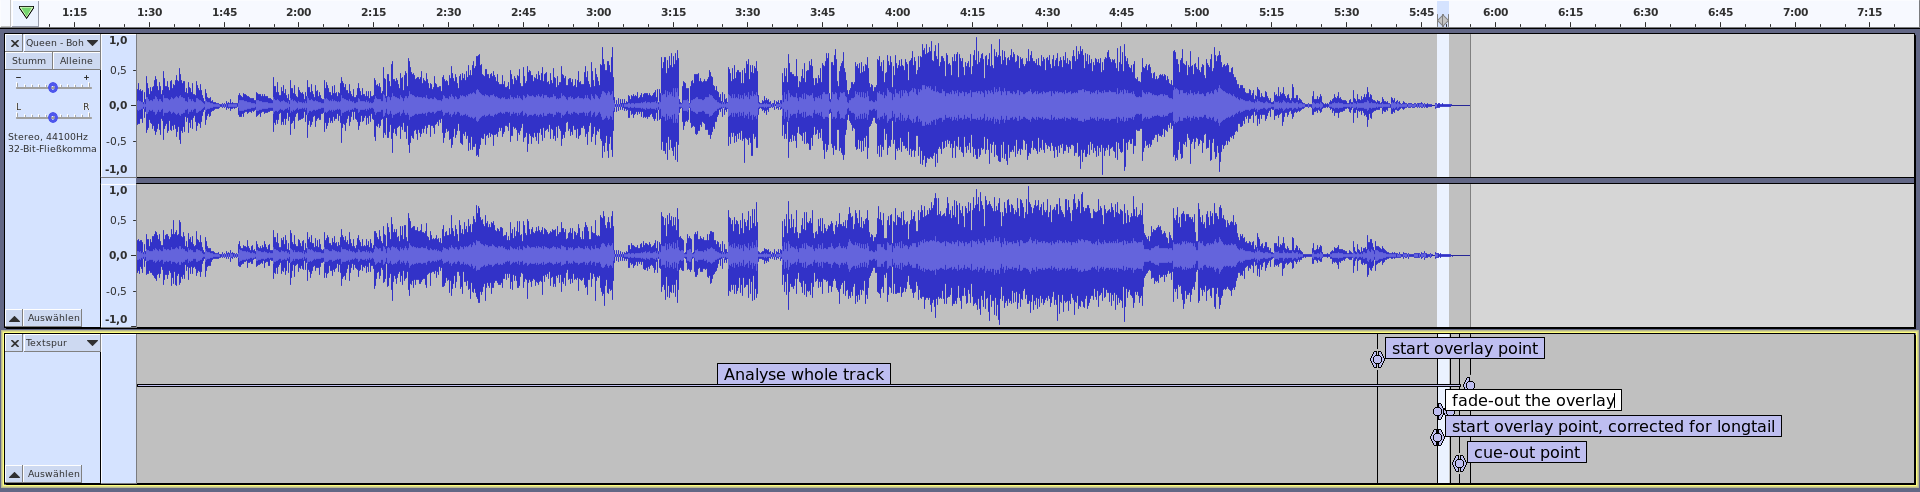 1:15 1:30 1:45 2:00 2:15 2:30 2:45 3:00 3:15 3:30 3:45 4:00 4:15 4:30 4:45 5:00 5:15 5:30 5:45 6:00 6:15 6:30 6:45 7:00 7:15
Queen - Boh
Stumm Alleine
- +
L R
Stereo, 44100Hz
32-Bit-Fließkomma
Auswählen
1,0
0,5
0,0
-0,5
-1,0
1,0
0,5
0,0
-0,5
-1,0
Textspur
Auswählen
start overlay point
Analyse whole track
fade-out the overlay
start overlay point, corrected for longtail
cue-out point